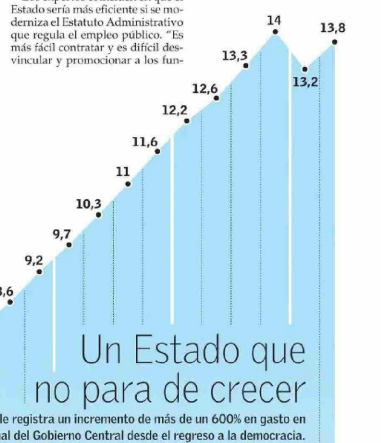 Estado sería más eficiente si se mo-
derniza el Estatuto Administrativo
que regula el empleo público. "Es
más fácil contratar y es difícil des-
vincular y promocionar a los fun-
14
13,8
13,3
13,2
12,6
12,2
11,6
11
10,3
9,7
9,2
,6
Un Estado que
no para de crecer
le registra un incremento de más de un 600% en gasto en
al del Gobierno Central desde el regreso a la democracia.